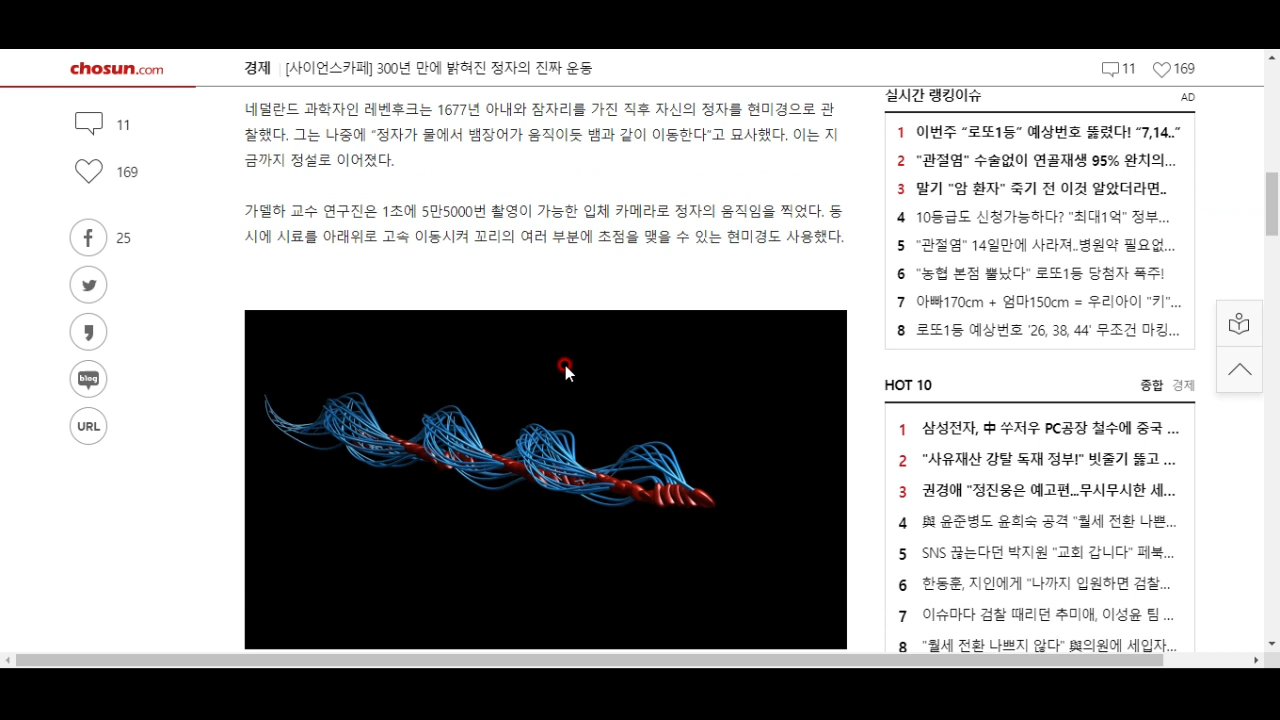 chosun.com
경제 [사이언스카페] 300년 만에 밝혀진 정자의 진짜 운동
11
169
11
169
25
blog
URL
네덜란드 과학자인 레벤후크는 1677년 아내와 잠자리를 가진 직후 자신의 정자를 현미경으로 관
찰했다. 그는 나중에 “정자가 물에서 뱀장어가 움직이듯 뱀과 같이 이동한다”고 묘사했다. 이는 지
금까지 정설로 이어졌다.
가델하 교수 연구진은 1초에 5만5000번 촬영이 가능한 입체 카메라로 정자의 움직임을 찍었다. 동
시에 시료를 아래위로 고속 이동시켜 꼬리의 여러 부분에 초점을 맺을 수 있는 현미경도 사용했다.
실시간 랭킹이슈
AD
1 이번주 “로또1등” 예상번호 뚫렸다! “7,14..”
2 "관절염" 수술없이 연골재생 95% 완치의...
3 말기 "암 환자" 죽기 전 이것 알았더라면..
4 10등급도 신청가능하다? "최대1억" 정부...
5 "관절염" 14일만에 사라져..병원약 필요없...
6 "농협 본점 뿔났다" 로또1등 당첨자 폭주!
7 아빠170cm + 엄마150cm = 우리아이 "키"...
8 로또1등 예상번호 '26, 38, 44' 무조건 마킹...
HOT 10
종합 경제
1 삼성전자, 中 쑤저우 PC공장 철수에 중국 ...
2 "사유재산 강탈 독재 정부!" 빗줄기 뚫고 ...
3 권경애 "정진웅은 예고편...무시무시한 세...
4 與 윤준병도 윤희숙 공격 "월세 전환 나쁜...
5 SNS 끊는다던 박지원 "교회 갑니다" 페북...
6 한동훈, 지인에게 "나까지 입원하면 검찰...
7 이슈마다 검찰 때리던 추미애, 이성윤 팀 ...
8 "월세 전환 나쁘지 않다" 與의원에 세입자...